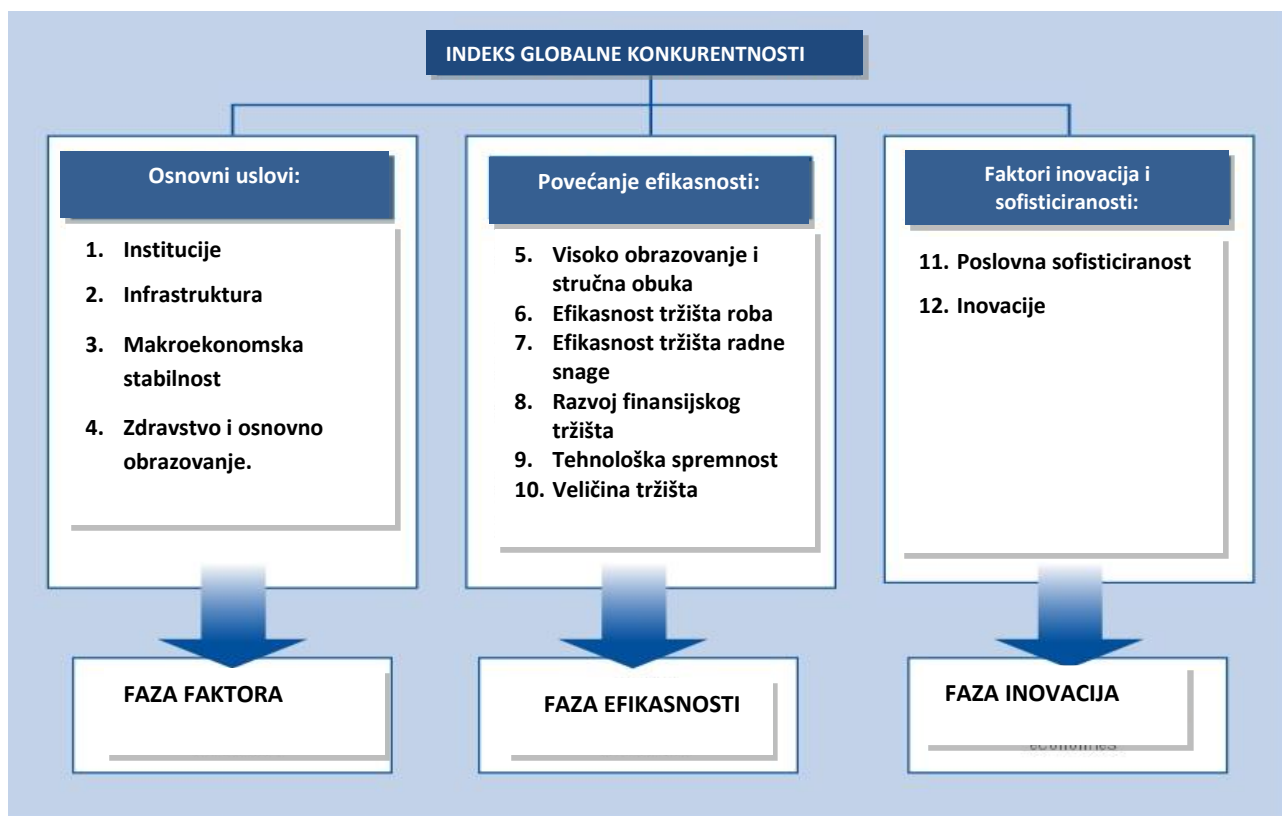 INDEKS GLOBALNE KONKURENTNOSTI
Osnovni uslovi:
1. Institucije
2. Infrastruktura
3. Makroekonomska
stabilnost
4. Zdravstvo i osnovno
obrazovanje.
FAZA FAKTORA
Povećanje efikasnosti:
5. Visoko obrazovanje i
stručna obuka
6. Efikasnost tržišta roba
7. Efikasnost tržišta radne
snage
8. Razvoj finansijskog
tržišta
9. Tehnološka spremnost
10. Veličina tržišta
FAZA EFIKASNOSTI
Faktori inovacija i
sofisticiranosti:
11. Poslovna sofisticiranost
12. Inovacije
FAZA INOVACIJA